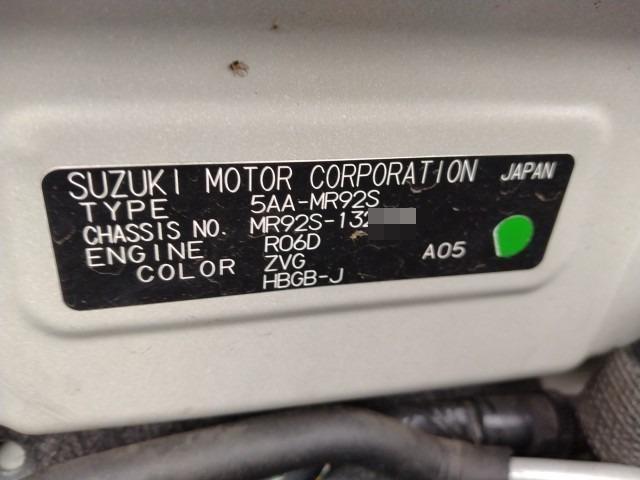 SUZUKI MOTOR CORPORATION JAPAN
TYPE 5AA-MR92S
CHASSIS NO. MR92S-132
ENGINE R06D
COLOR ZVG A05
HBGB-J